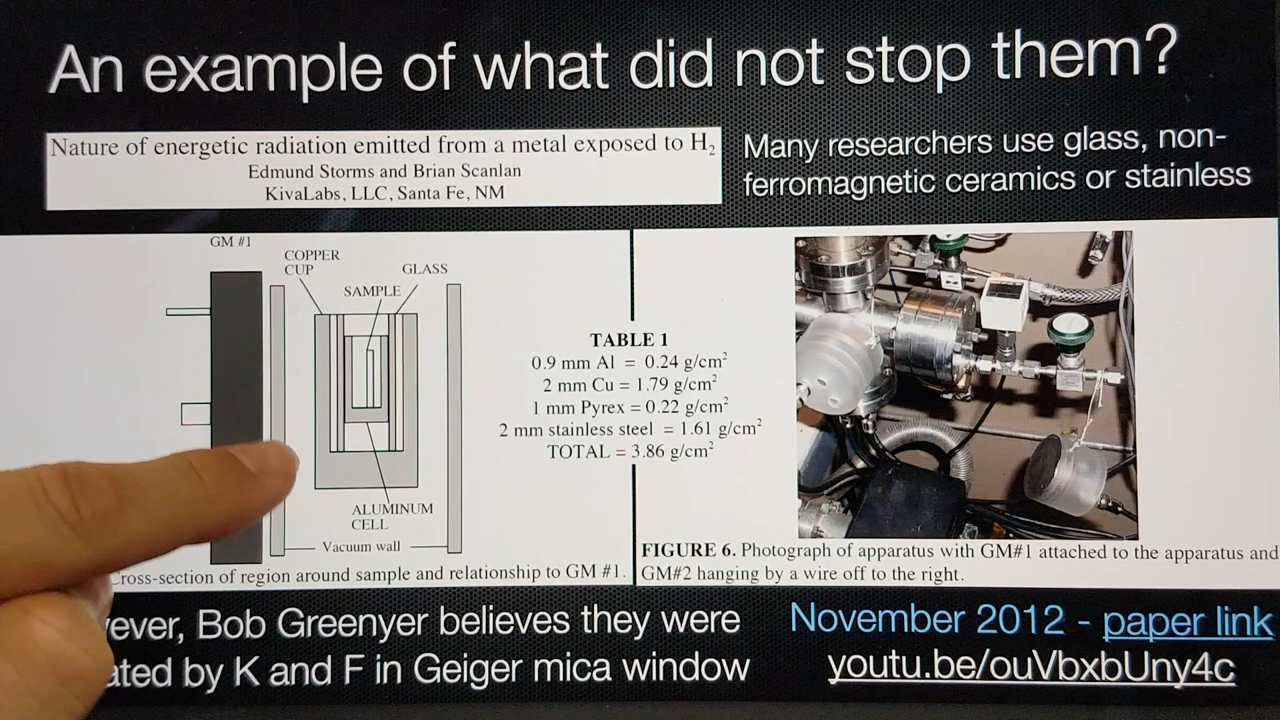 An example of what did not stop them?
Nature of energetic radiation emitted from a metal exposed to H₂
Edmund Storms and Brian Scanlan
KivaLabs, LLC, Santa Fe, NM
Many researchers use glass, non-
ferromagnetic ceramics or stainless
GM #1
COPPER
CUP
GLASS
SAMPLE
ALUMINUM
CELL
Vacuum wall
Cross-section of region around sample and relationship to GM #1.
TABLE 1
0.9 mm Al = 0.24 g/cm²
2 mm Cu = 1.79 g/cm²
1 mm Pyrex = 0.22 g/cm²
2 mm stainless steel = 1.61 g/cm²
TOTAL = 3.86 g/cm²
FIGURE 6. Photograph of apparatus with GM#1 attached to the apparatus and
GM#2 hanging by a wire off to the right.
Bob Greenyer believes they were
by K and F in Geiger mica window
November 2012 - paper link
youtu.be/ouVbxbUny4c